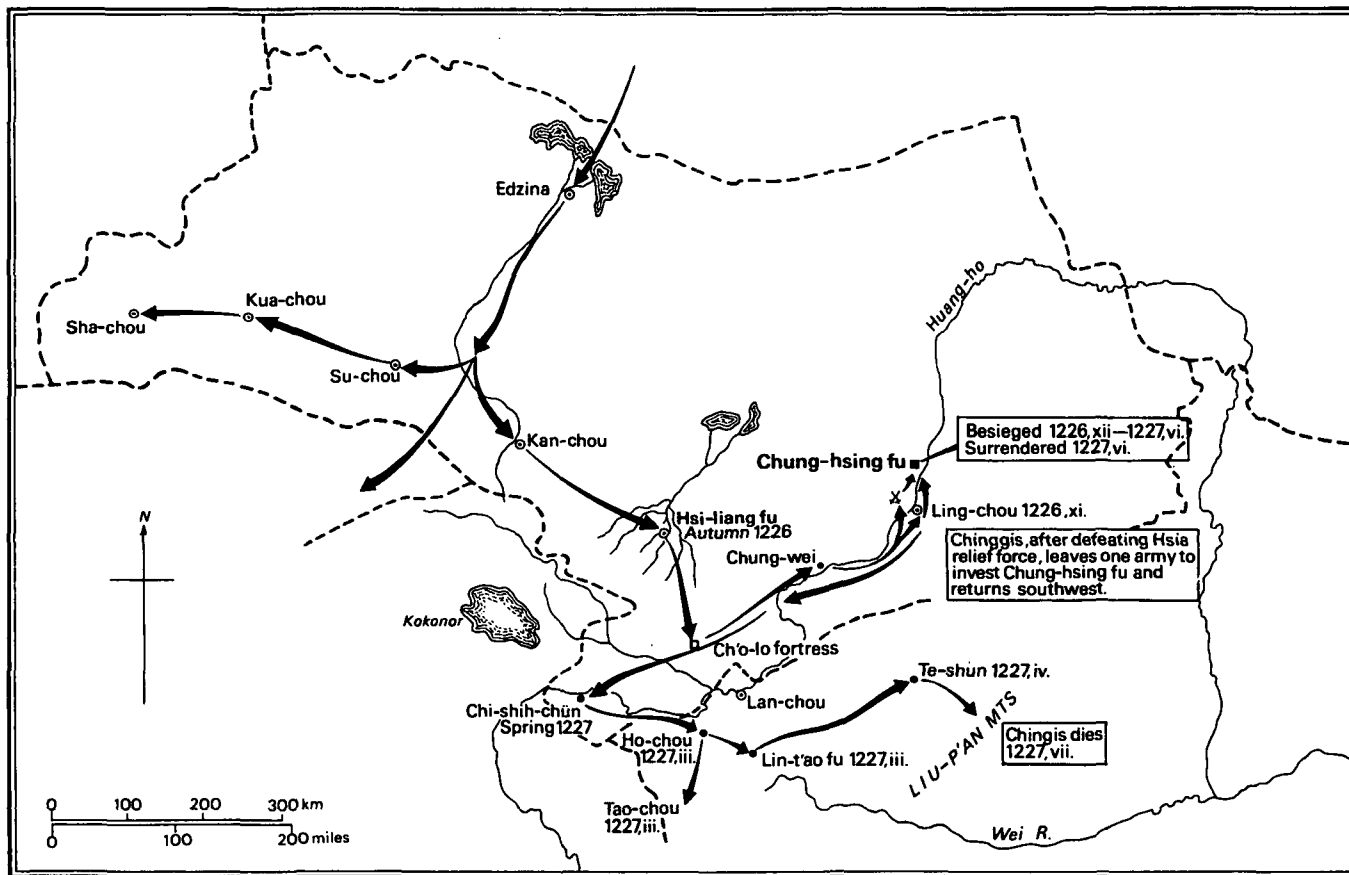 Edzina
Kua-chou
Sha-chou
Su-chou
Kan-chou
Huang-ho
Chung-hsing fu
Besieged 1226, xii—1227, vi.
Surrendered 1227, vi.
Hsi-liang fu
Autumn 1226
Ling-chou 1226, xi.
Chung-wei
Chinggis, after defeating Hsia
relief force, leaves one army to
invest Chung-hsing fu and
returns southwest.
N
Kokonor
Ch'o-lo fortress
Te-shun 1227, iv.
Lan-chou
Chi-shih-chün
Spring 1227
LIU-P'AN MTS
Chingis dies
1227, vii.
Ho-chou
1227, iii.
Lin-t'ao fu 1227, iii.
Tao-chou
1227, iii.
Wei R.
0 100 200 300 km
0 100 200 miles